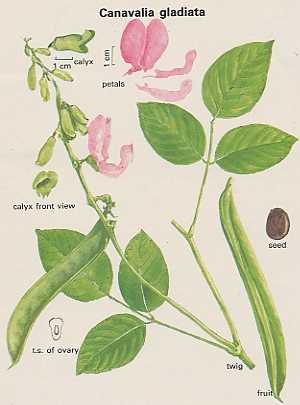 Canavalia gladiata
calyx
1 cm
1 cm
petals
calyx front view
seed
t.s. of ovary
twig
fruit